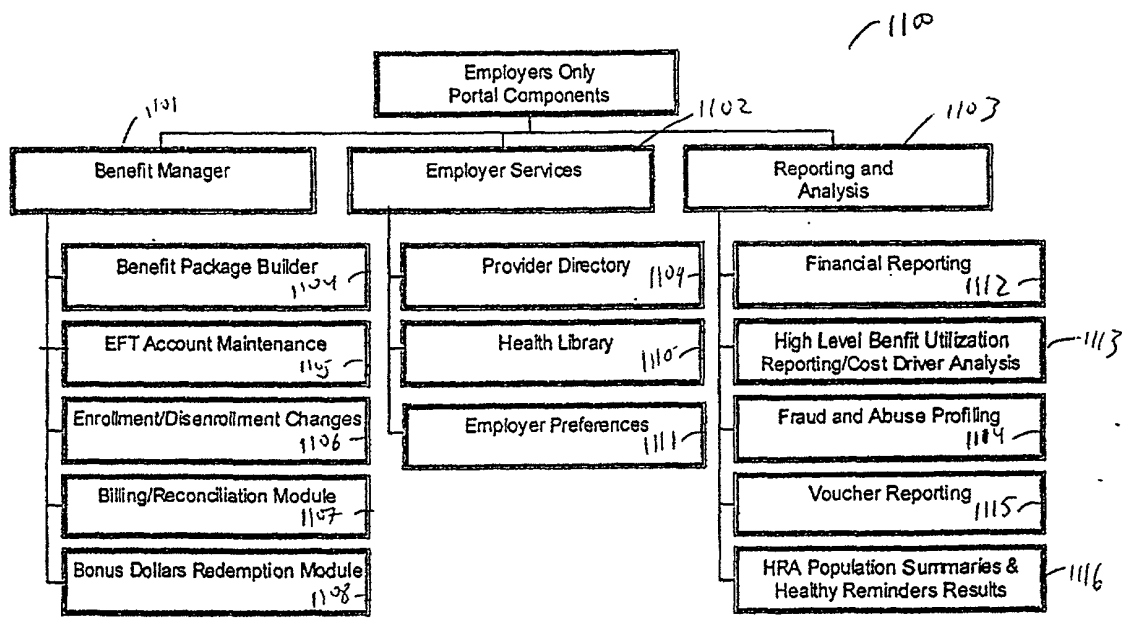 1100
Employers Only
Portal Components
1101
1102
1103
Benefit Manager
Employer Services
Reporting and
Analysis
Benefit Package Builder
1104
EFT Account Maintenance
1105
Enrollment/Disenrollment Changes
1106
Billing/Reconciliation Module
1107
Bonus Dollars Redemption Module
1108
Provider Directory
1109
Health Library
1110
Employer Preferences
1111
Financial Reporting
1112
High Level Benfit Utilization
Reporting/Cost Driver Analysis
1113
Fraud and Abuse Profiling
1114
Voucher Reporting
1115
HRA Population Summaries &
Healthy Reminders Results
1116